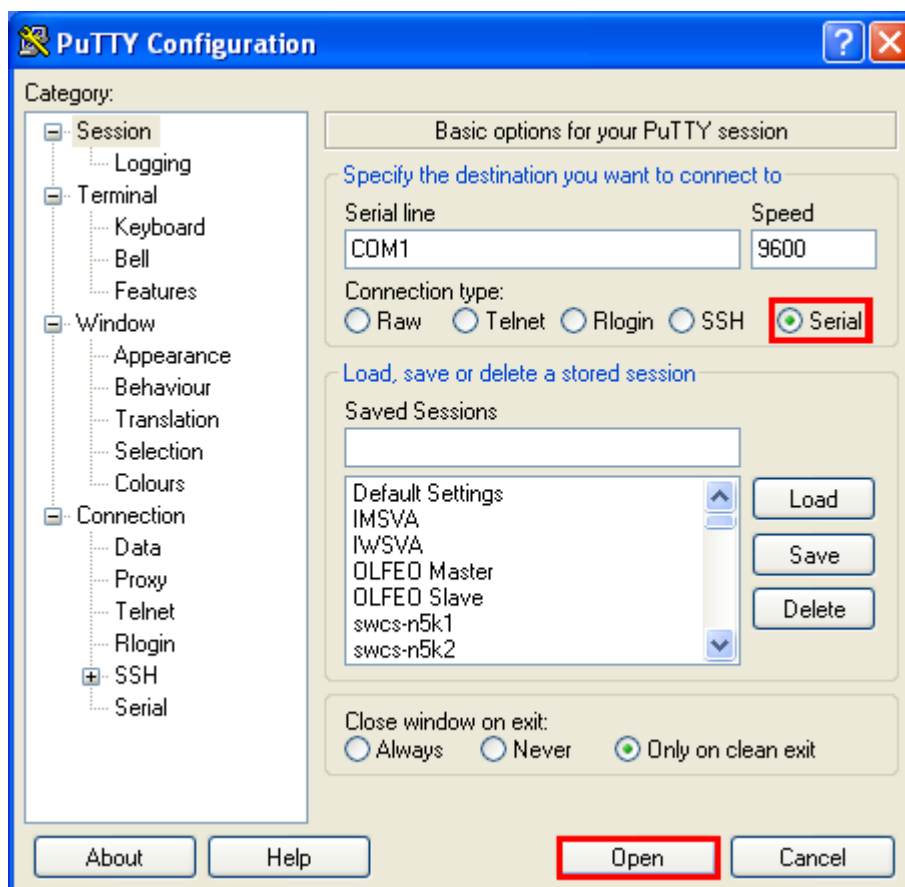 PuTTY Configuration
?
Category:
Session
Logging
Terminal
Keyboard
Bell
Features
Window
Appearance
Behaviour
Translation
Selection
Colours
Connection
Data
Proxy
Telnet
Rlogin
SSH
Serial
Basic options for your PuTTY session
Specify the destination you want to connect to
Serial line Speed
COM1 9600
Connection type:
Raw Telnet Rlogin SSH Serial
Load, save or delete a stored session
Saved Sessions
Default Settings
IMSVA
IWSVA
OLFEO Master
OLFEO Slave
swcs-n5k1
swcs-n5k2
Load
Save
Delete
Close window on exit:
Always Never Only on clean exit
About Help Open Cancel